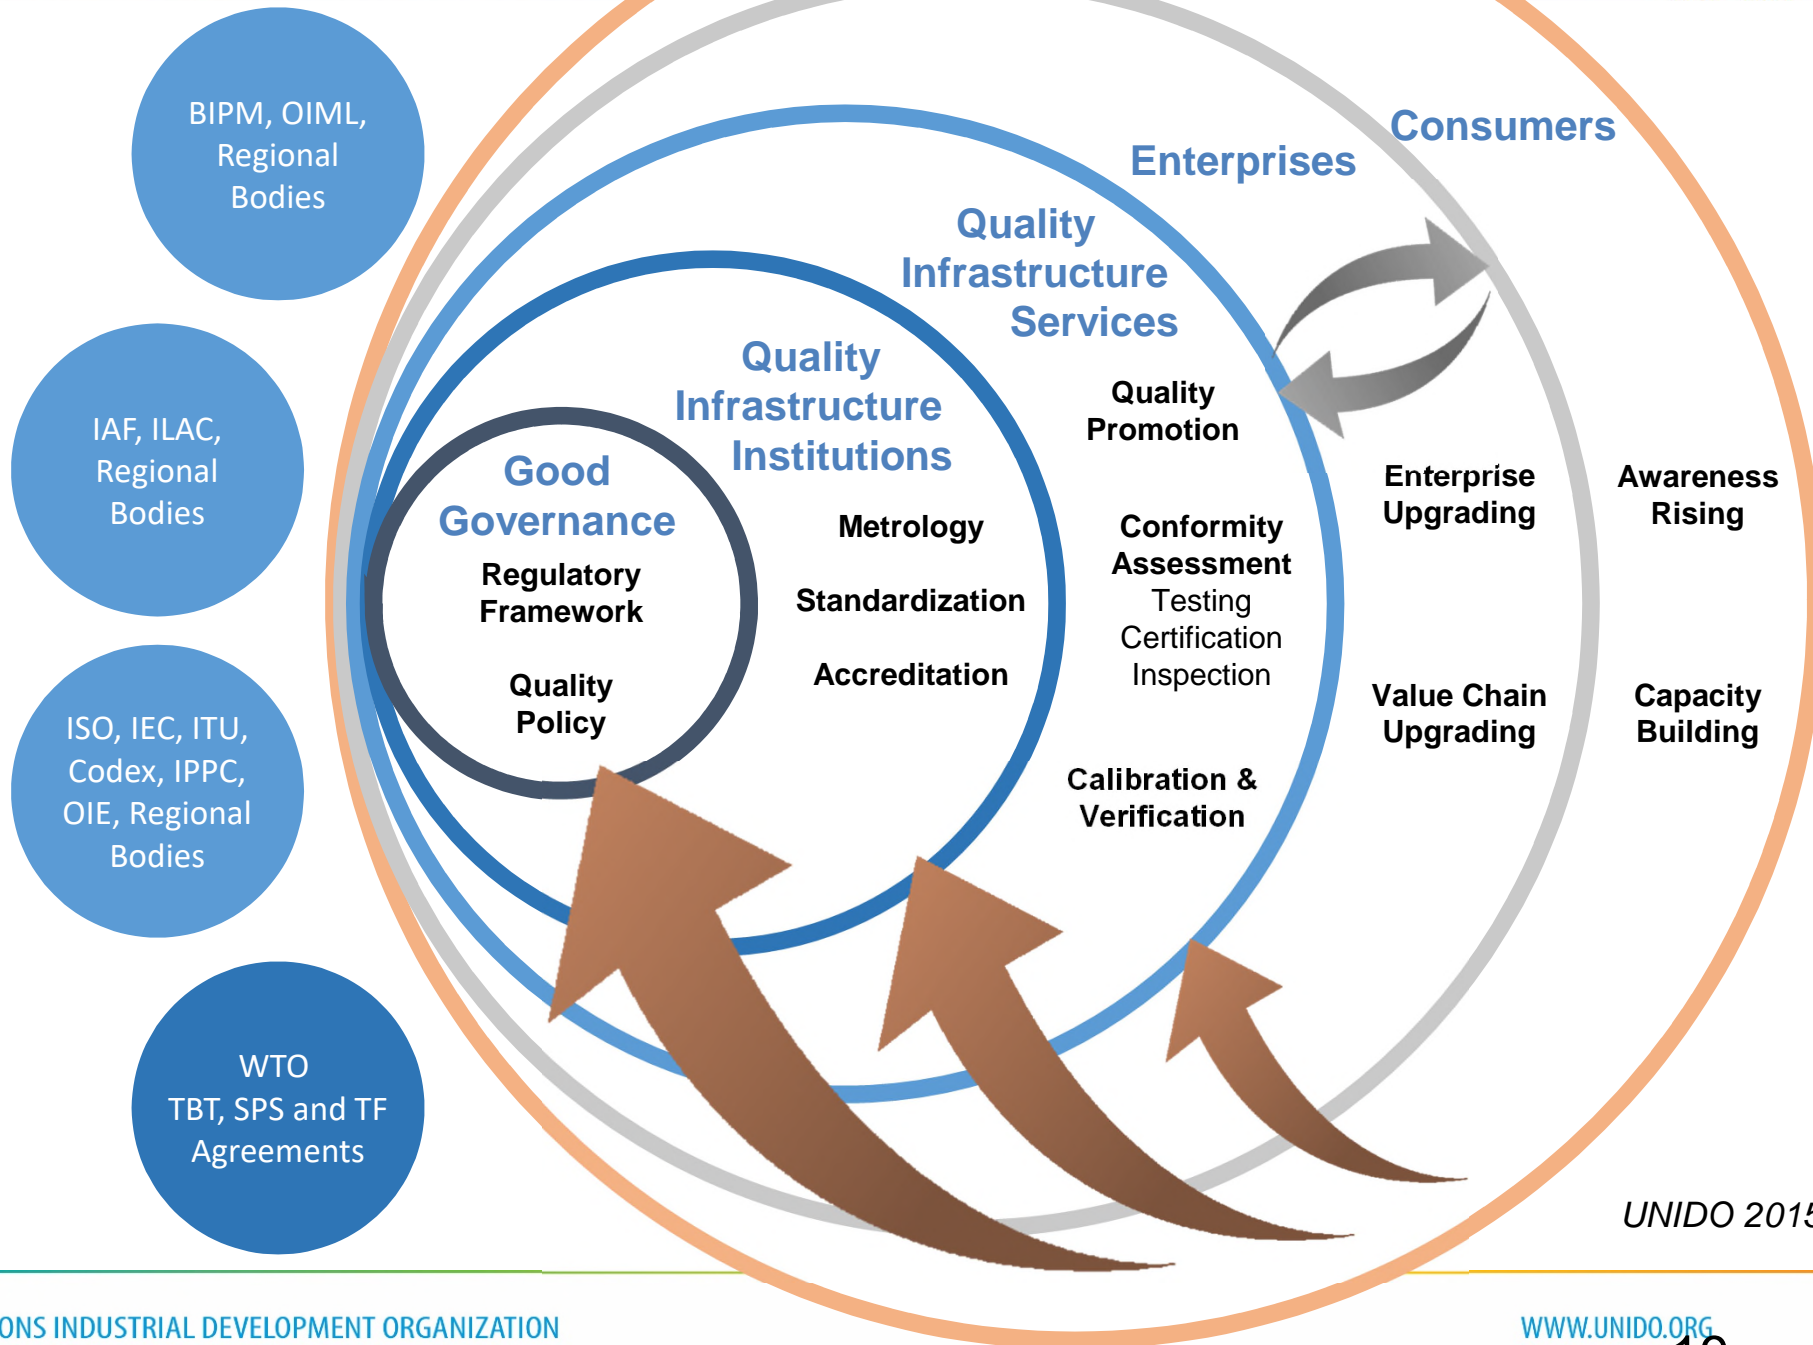 BIPM, OIML,
Regional
Bodies
IAF, ILAC,
Regional
Bodies
ISO, IEC, ITU,
Codex, IPPC,
OIE, Regional
Bodies
WTO
TBT, SPS and TF
Agreements
Good
Governance
Regulatory
Framework
Quality
Policy
Quality
Infrastructure
Institutions
Metrology
Standardization
Accreditation
Quality
Infrastructure
Services
Quality
Promotion
Conformity
Assessment
Testing
Certification
Inspection
Calibration &
Verification
Enterprises
Enterprise
Upgrading
Value Chain
Upgrading
Consumers
Awareness
Rising
Capacity
Building
UNIDO 2015
ONS INDUSTRIAL DEVELOPMENT ORGANIZATION
WWW.UNIDO.ORG